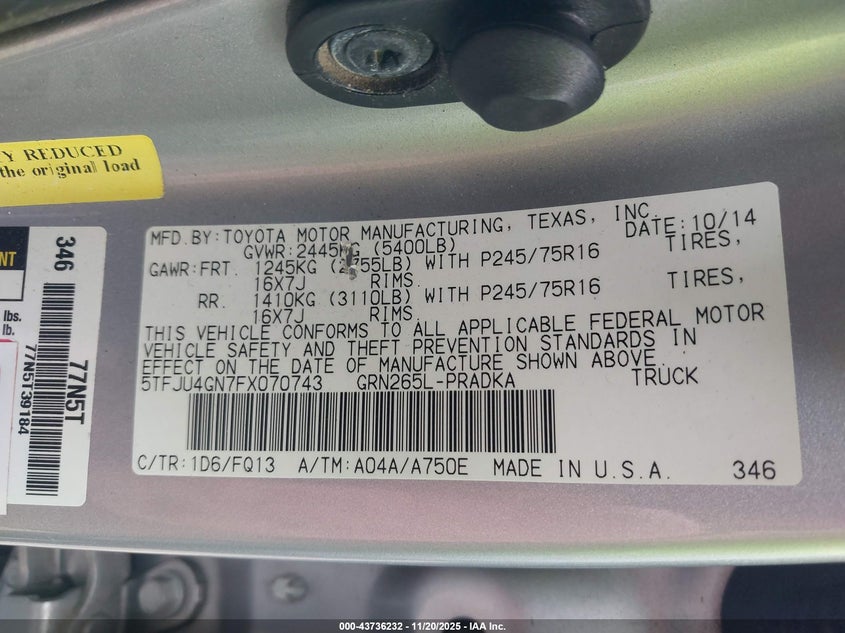 Y REDUCED
the original load
MFD.BY:TOYOTA MOTOR MANUFACTURING, TEXAS, INC.
DATE:10/14
GVWR:2445KG (5400LB)
GAWR:FRT. 1245KG (2755LB) WITH P245/75R16 TIRES,
16X7J RIMS.
RR. 1410KG (3110LB) WITH P245/75R16 TIRES,
16X7J RIMS.
THIS VEHICLE CONFORMS TO ALL APPLICABLE FEDERAL MOTOR
VEHICLE SAFETY AND THEFT PREVENTION STANDARDS IN
EFFECT ON THE DATE OF MANUFACTURE SHOWN ABOVE.
5TFJU4GN7FX070743 GRN265L-PRADKA TRUCK
C/TR:1D6/FQ13 A/TM:A04A/A750E MADE IN U.S.A. 346
NT
lbs.
lb.
346
77N5T
77N5T39184
000-43736232 — 11/20/2025 — IAA Inc.